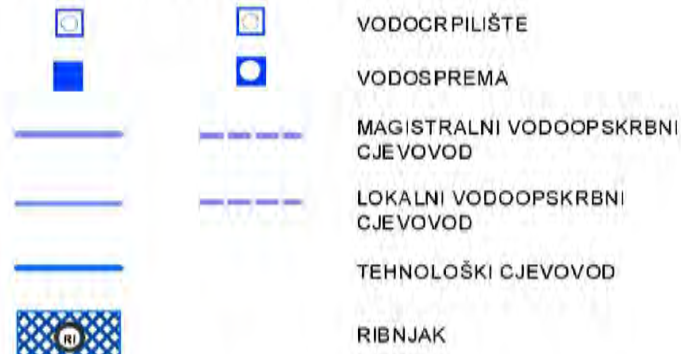 VODOCRPILIŠTE
VODOSPREMA
MAGISTRALNI VODOOPSKRBNI
CJEVOVOD
LOKALNI VODOOPSKRBNI
CJEVOVOD
TEHNOLOŠKI CJEVOVOD
RI
RIBNJAK